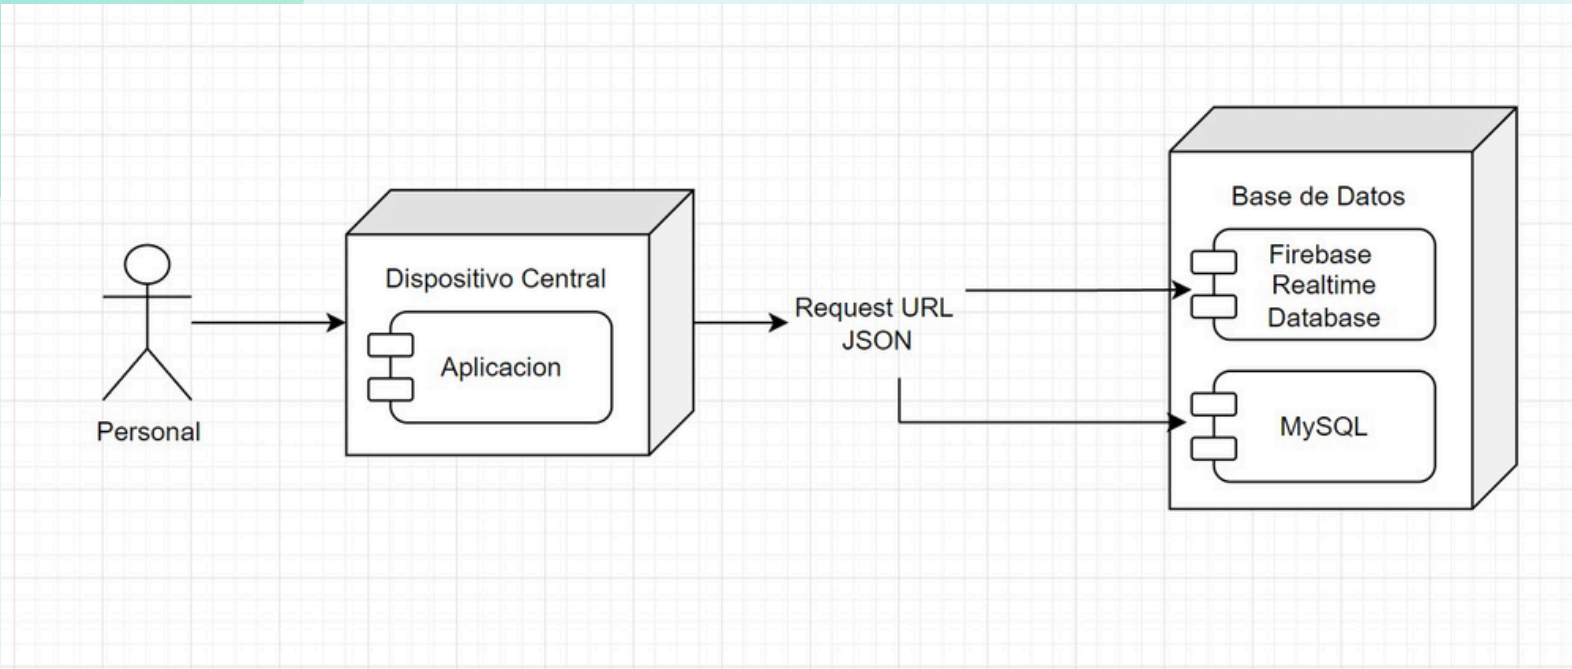 Personal
Dispositivo Central
Aplicacion
Request URL
JSON
Base de Datos
Firebase
Realtime
Database
MySQL